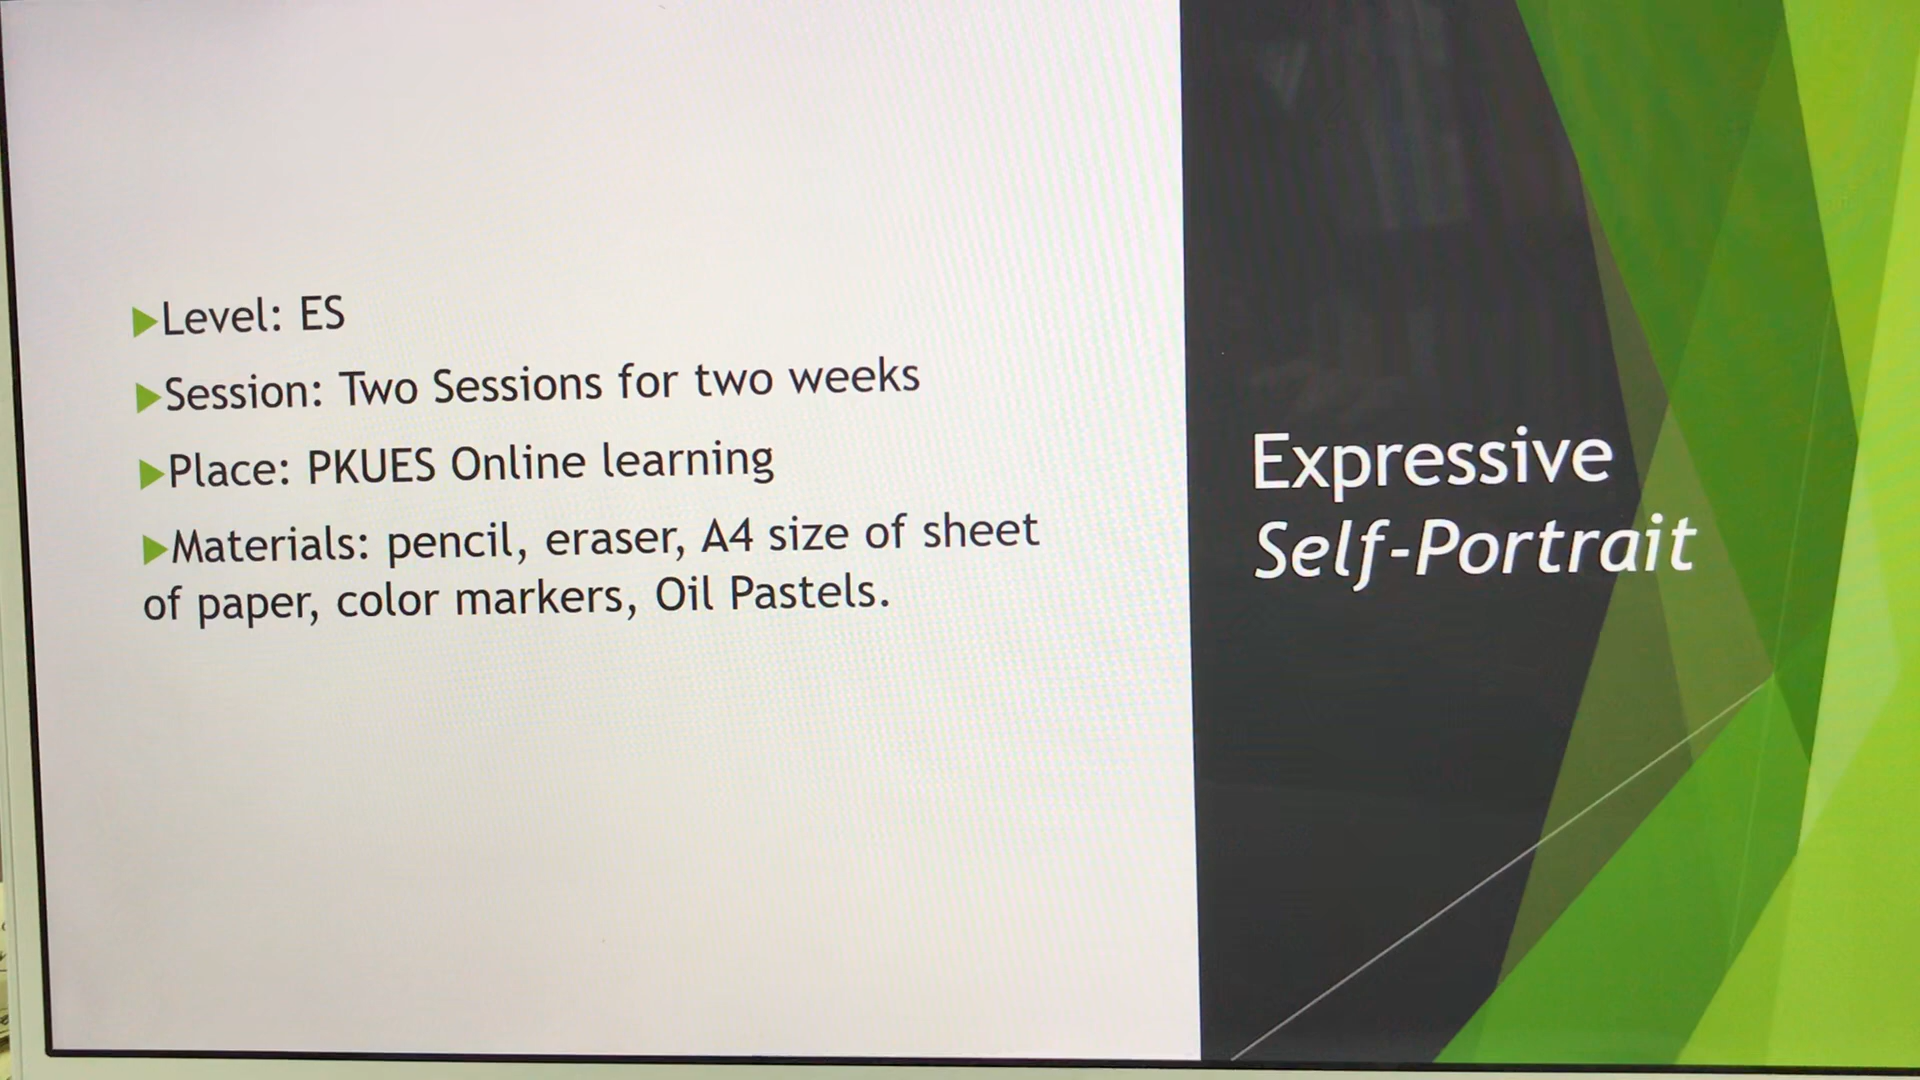 ▶Level: ES
▶Session: Two Sessions for two weeks
▶Place: PKUES Online learning
▶Materials: pencil, eraser, A4 size of sheet
of paper, color markers, Oil Pastels.
Expressive
Self-Portrait